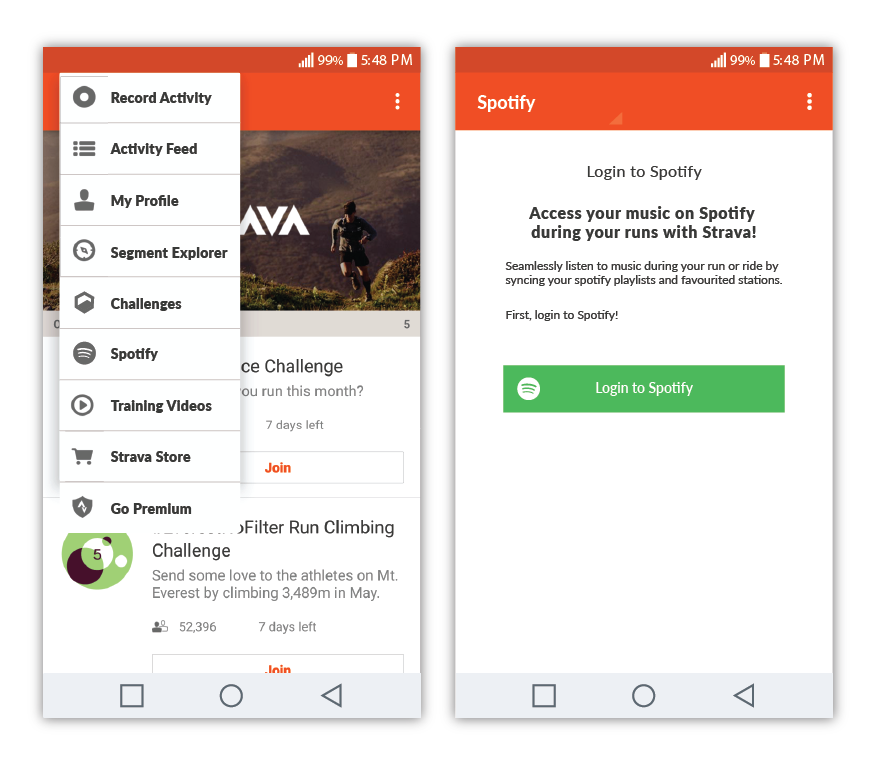 99% 5:48 PM
Record Activity
Activity Feed
My Profile
Segment Explorer
Challenges
Spotify
Training Videos
Strava Store
Go Premium
5
ce Challenge
you run this month?
7 days left
Join
Filter Run Climbing
Challenge
5
Send some love to the athletes on Mt.
Everest by climbing 3,489m in May.
52,396 7 days left
Join
99% 5:48 PM
Spotify
Login to Spotify
Access your music on Spotify
during your runs with Strava!
Seamlessly listen to music during your run or ride by
syncing your spotify playlists and favourited stations.
First, login to Spotify!
Login to Spotify